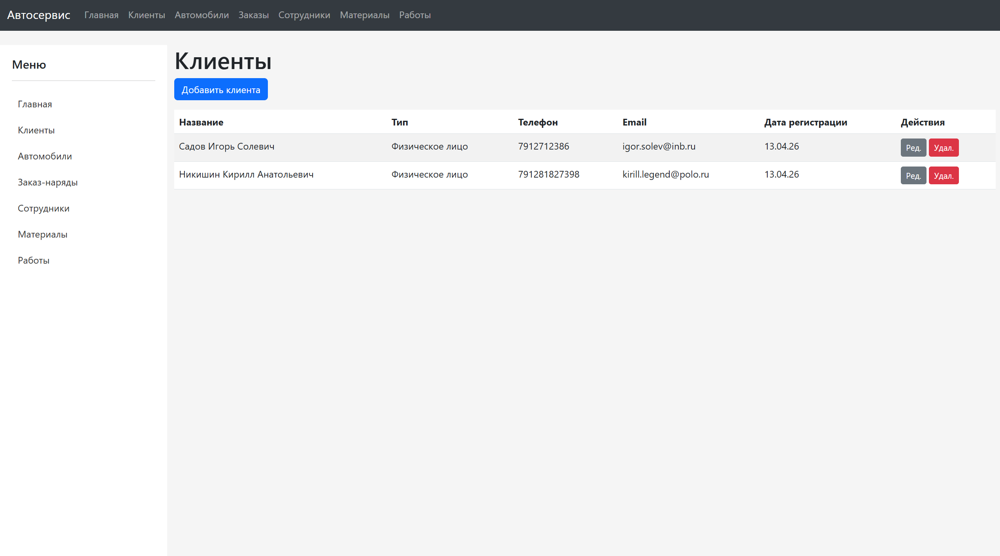 Автосервис Главная Клиенты Автомобили Заказы Сотрудники Материалы Работы
Меню
Главная
Клиенты
Автомобили
Заказ-наряды
Сотрудники
Материалы
Работы
Клиенты
Добавить клиента
Название Тип Телефон Email Дата регистрации Действия
Садов Игорь Солевич Физическое лицо 7912712386 igor.solev@inb.ru 13.04.26 Ред. Удал.
Никишин Кирилл Анатольевич Физическое лицо 791281827398 kirill.legend@polo.ru 13.04.26 Ред. Удал.